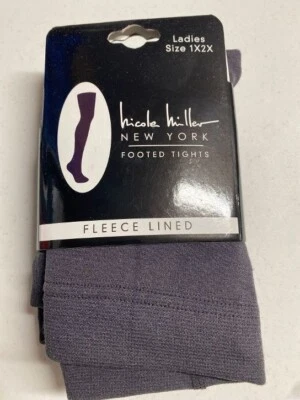 Ladies
Size 1X2X
nicole miller
NEW YORK
FOOTED TIGHTS
FLEECE LINED